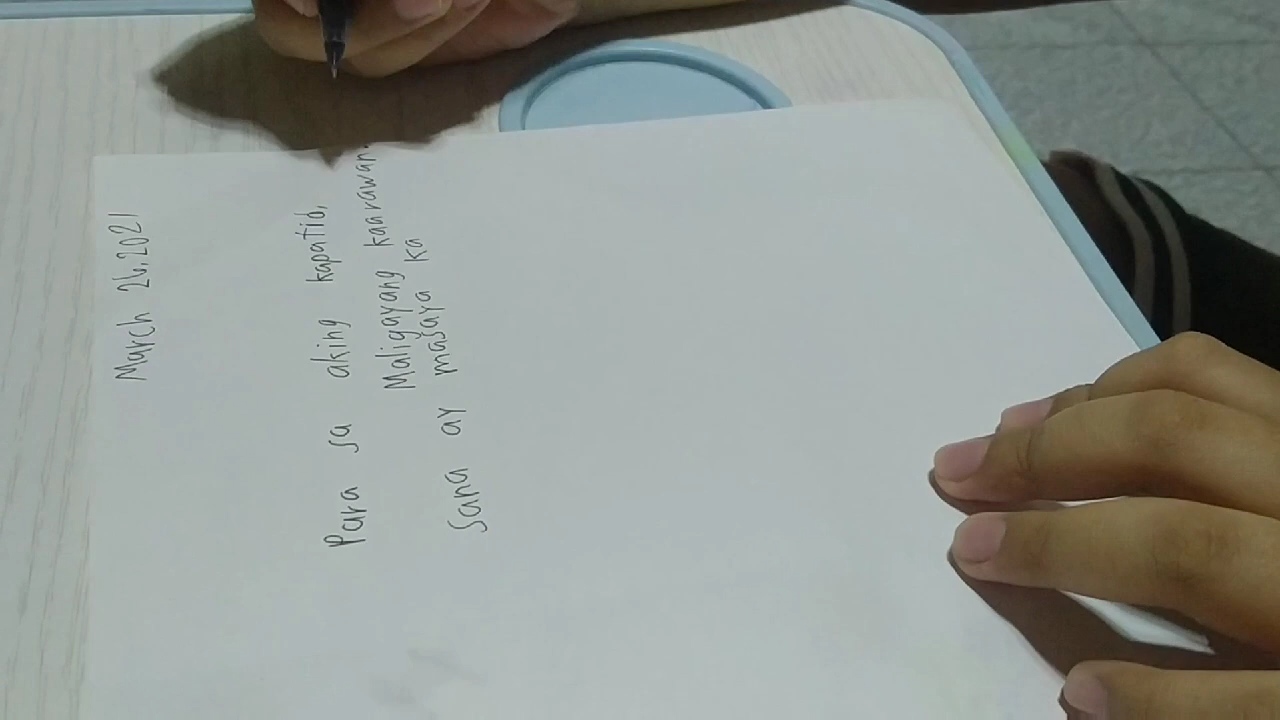 March 26, 2021
Para sa aking kapatid,
Maligayang kaarawan.
Sana ay masaya ka